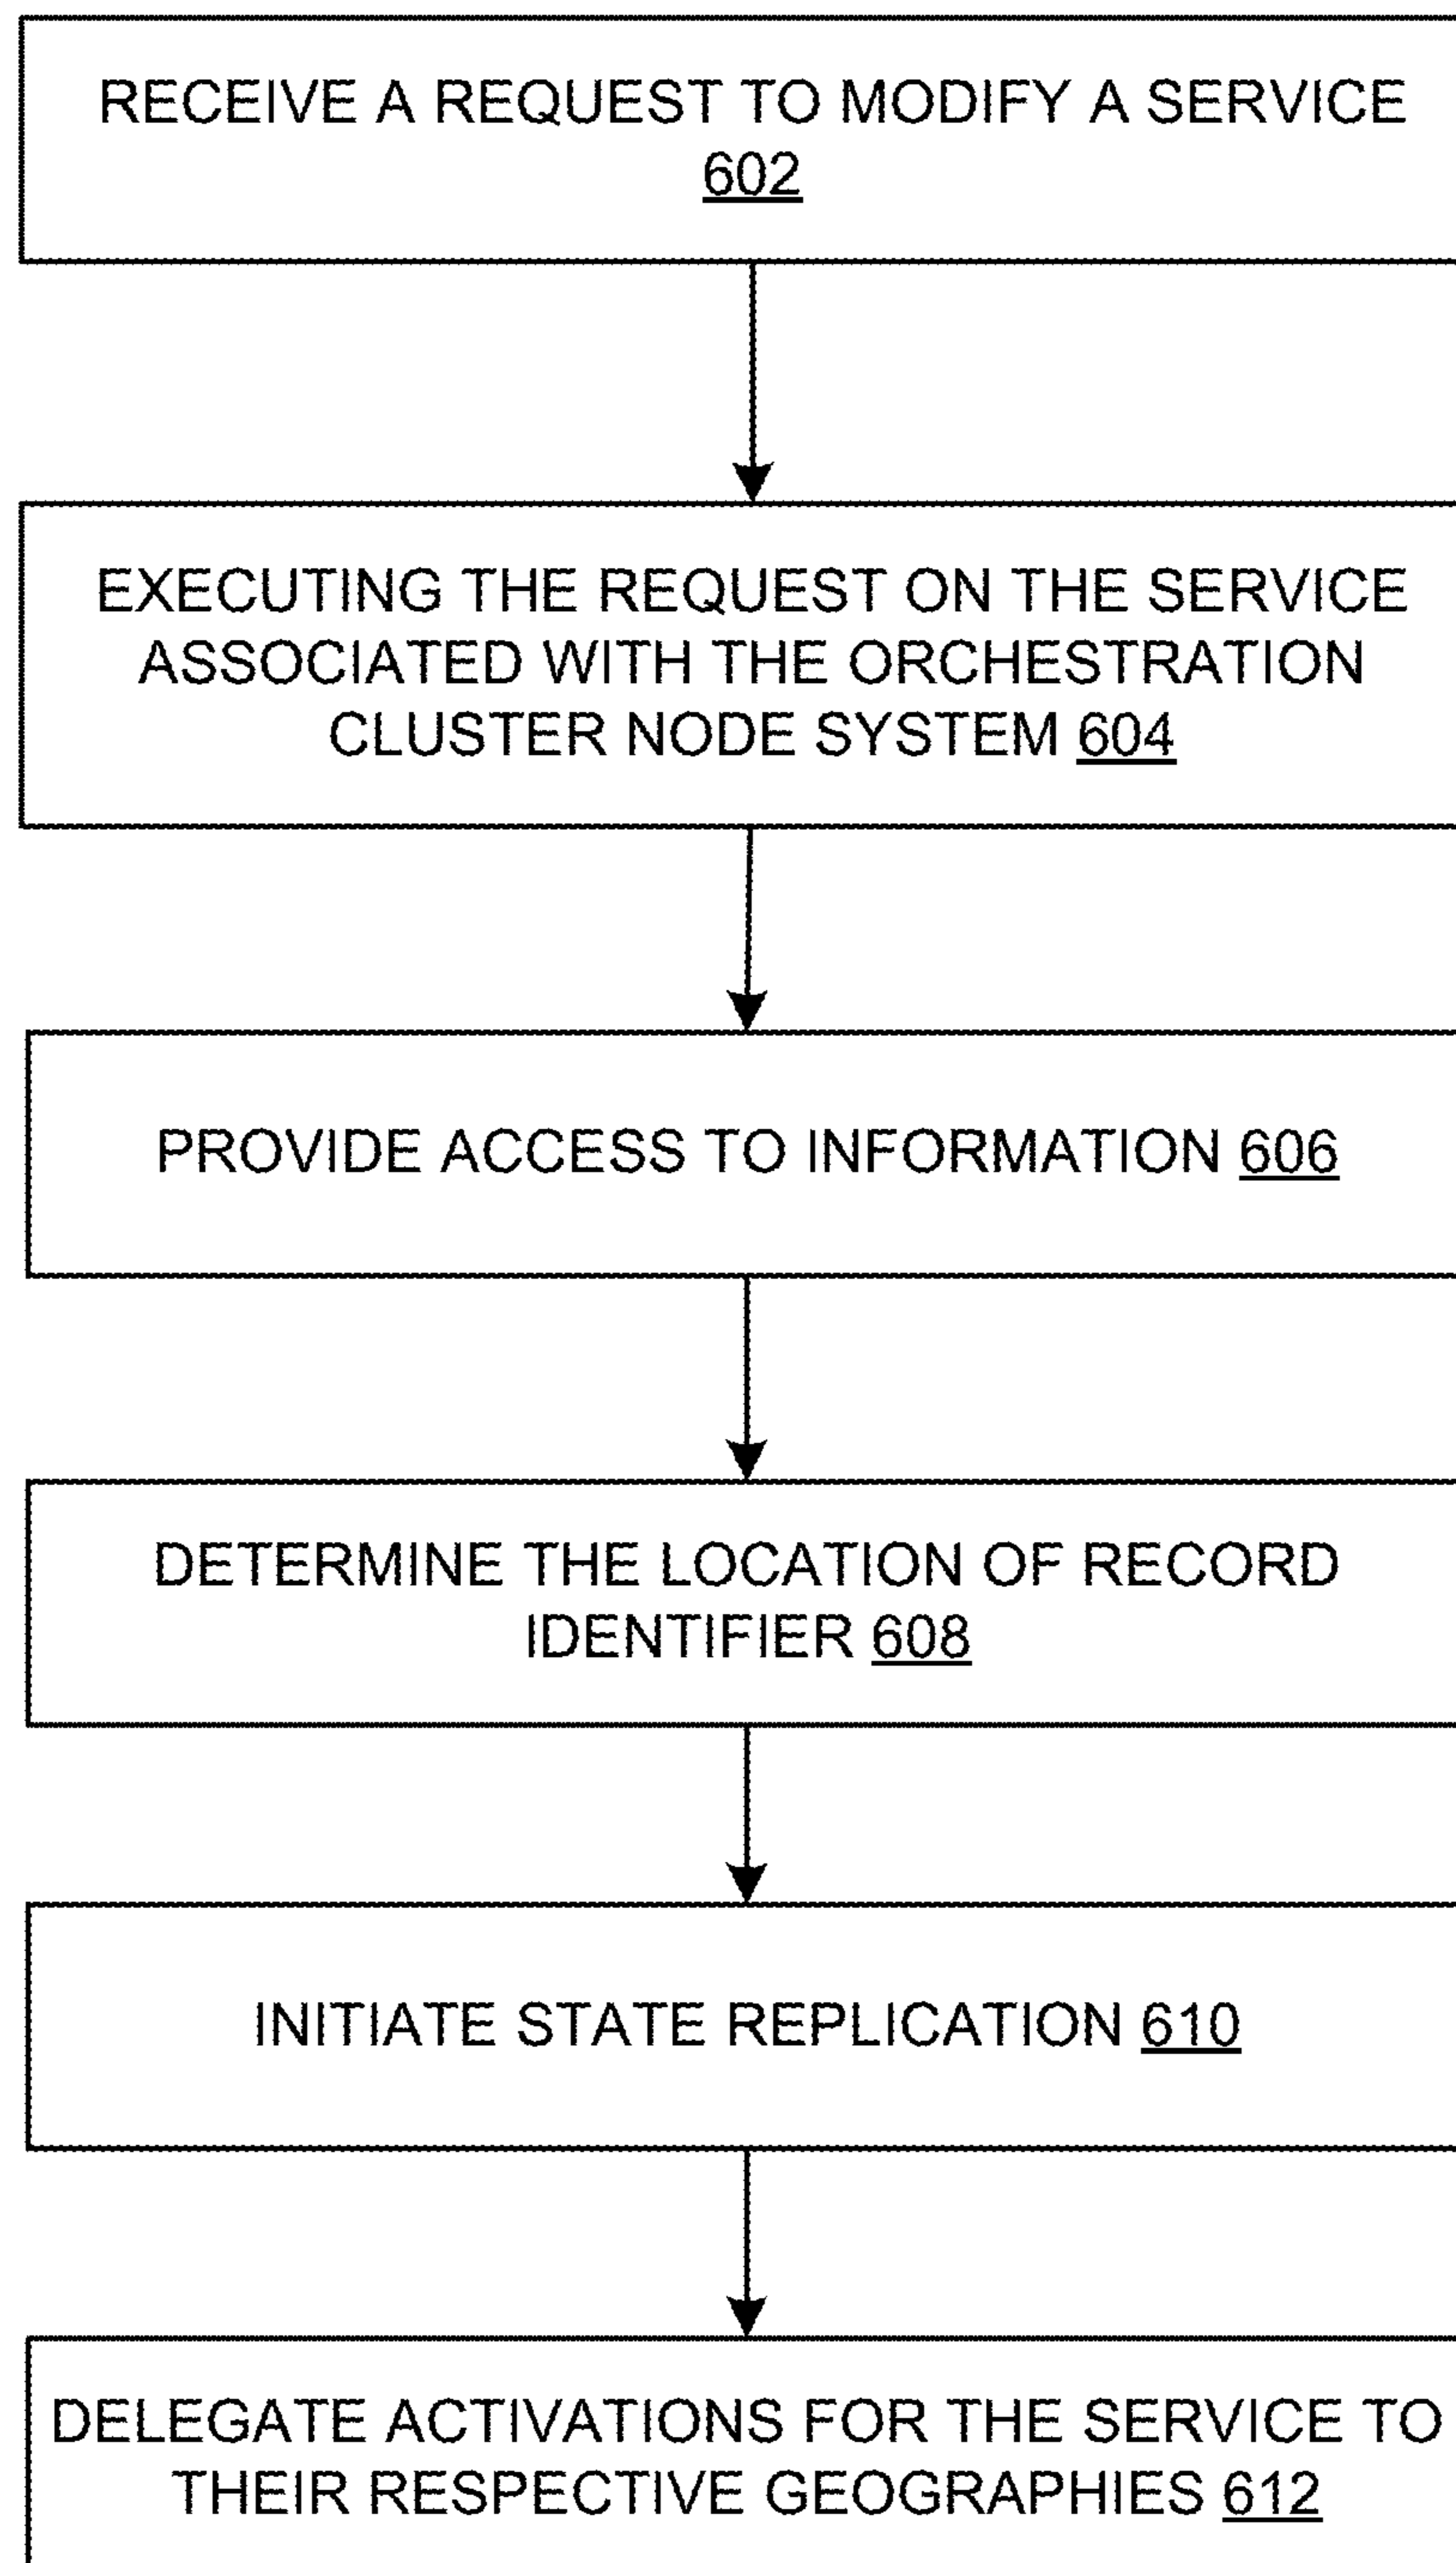 RECEIVE A REQUEST TO MODIFY A SERVICE
602
EXECUTING THE REQUEST ON THE SERVICE
ASSOCIATED WITH THE ORCHESTRATION
CLUSTER NODE SYSTEM 604
PROVIDE ACCESS TO INFORMATION 606
DETERMINE THE LOCATION OF RECORD
IDENTIFIER 608
INITIATE STATE REPLICATION 610
DELEGATE ACTIVATIONS FOR THE SERVICE TO
THEIR RESPECTIVE GEOGRAPHIES 612